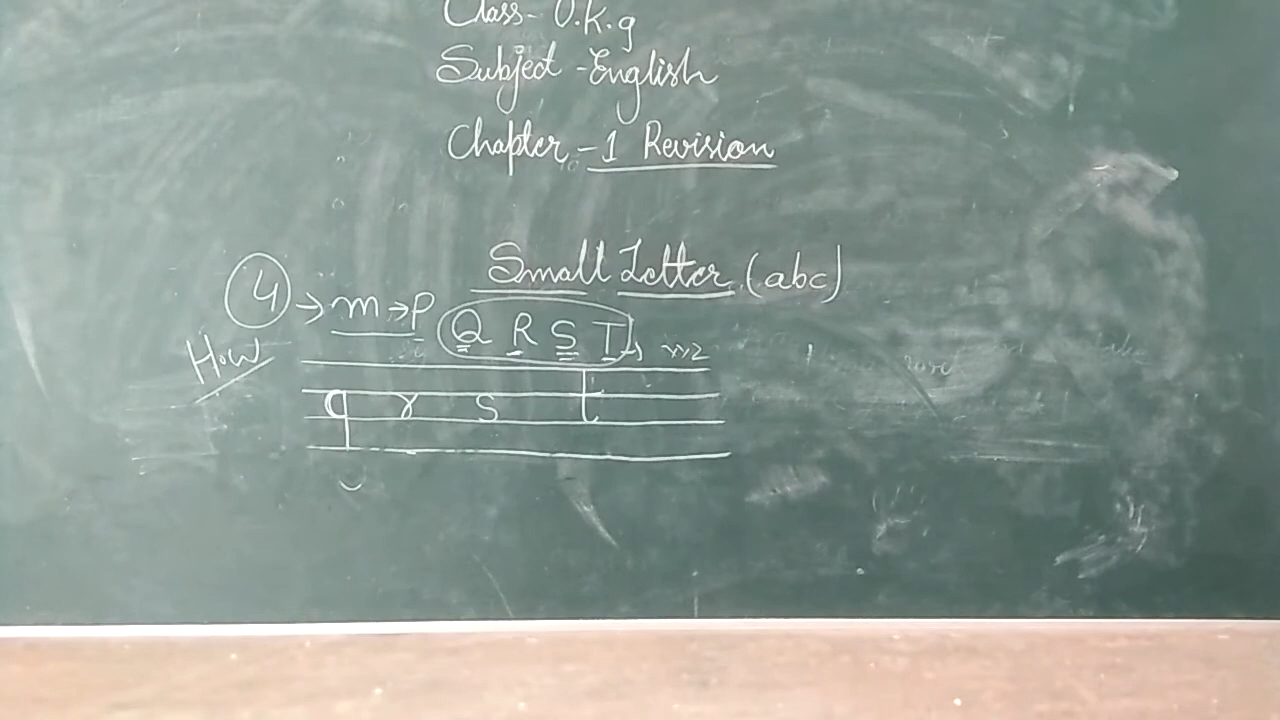 Class- U.K.g
Subject -English
Chapter -1 Revision
Small Letter (abc)
4 → m → p Q R S T
How
q r s t